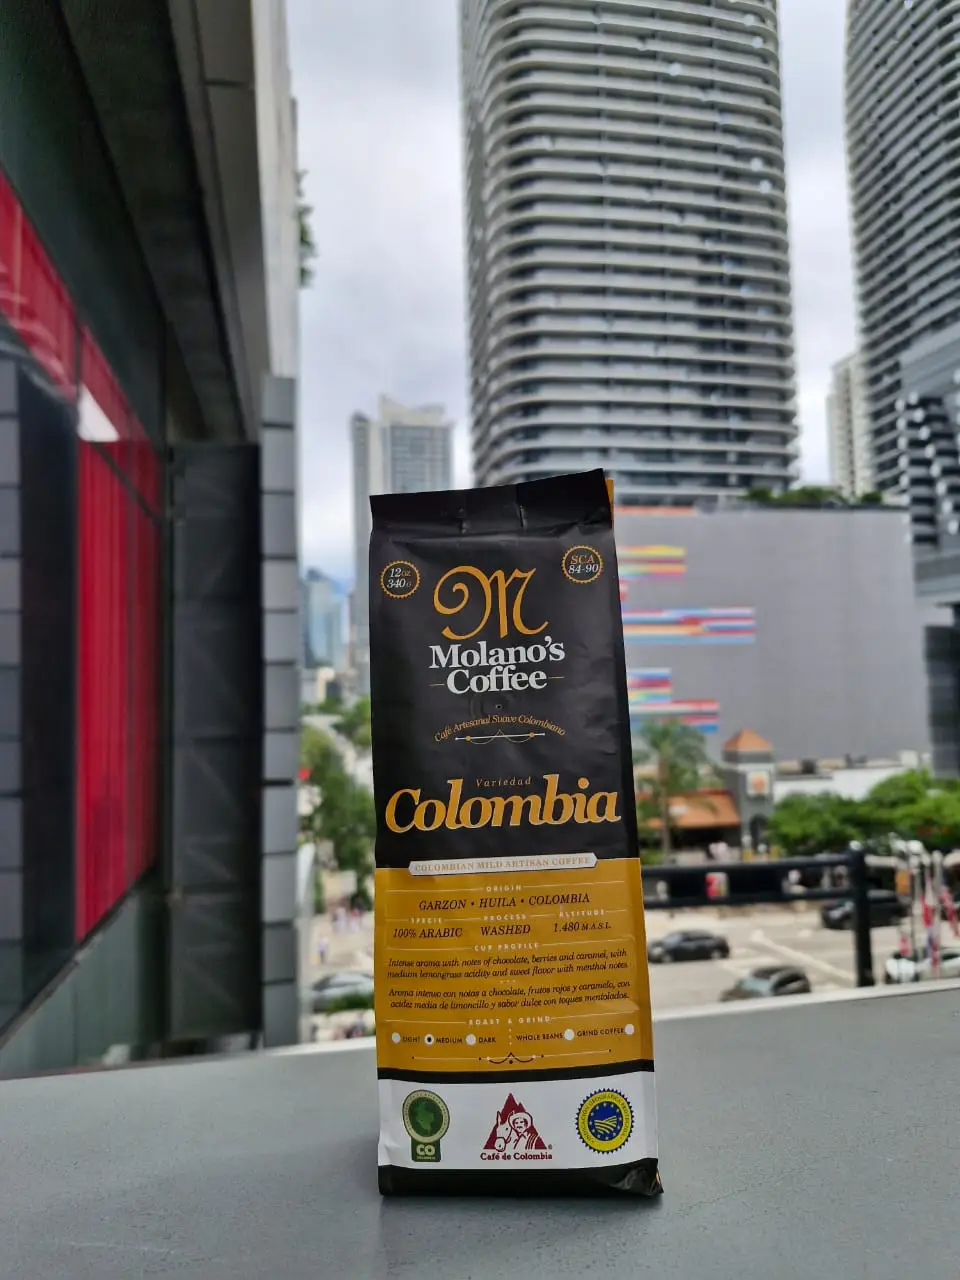 12 oz
340 g
SCA
84-90
M
Molano's
Coffee
Café Artesanal Suave Colombiano
Variedad
Colombia
COLOMBIAN MILD ARTISAN COFFEE
ORIGIN
GARZON • HUILA • COLOMBIA
SPECIE PROCESS ALTITUDE
100% ARABIC WASHED 1.480 M.A.S.L.
CUP PROFILE
Intense aroma with notes of chocolate, berries and caramel, with
medium lemongrass acidity and sweet flavor with menthol notes.
Aroma intenso con notas a chocolate, frutos rojos y caramelo, con
acidez media de limoncillo y sabor dulce con toques mentolados.
ROAST & GRIND
LIGHT MEDIUM DARK WHOLE BEANS GRIND COFFEE
CO
Café de Colombia